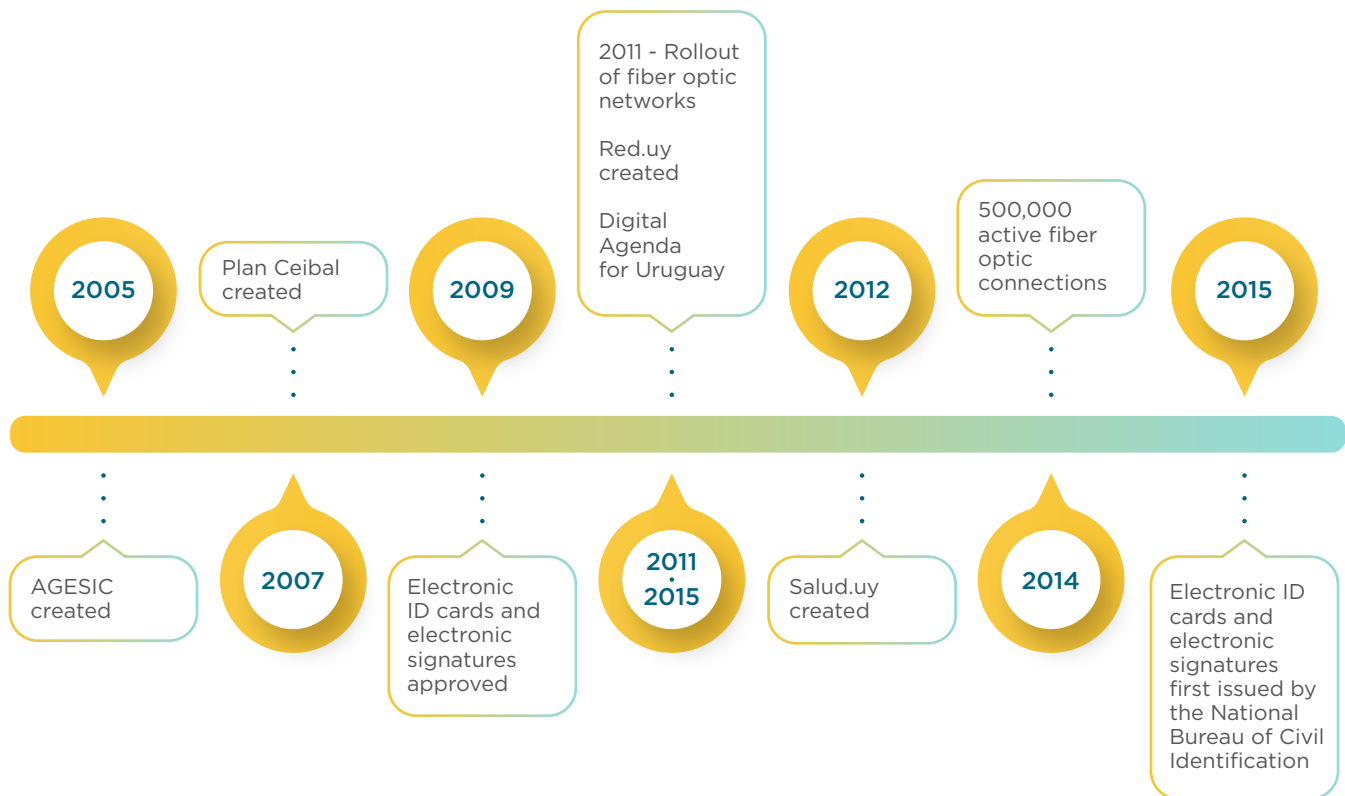 2005
AGESIC
created
Plan Ceibal
created
2007
2009
Electronic
ID cards and
electronic
signatures
approved
2011 - Rollout
of fiber optic
networks
Red.uy
created
Digital
Agenda
for Uruguay
2011
-
2015
2012
Salud.uy
created
500,000
active fiber
optic
connections
2014
2015
Electronic ID
cards and
electronic
signatures
first issued by
the National
Bureau of Civil
Identification